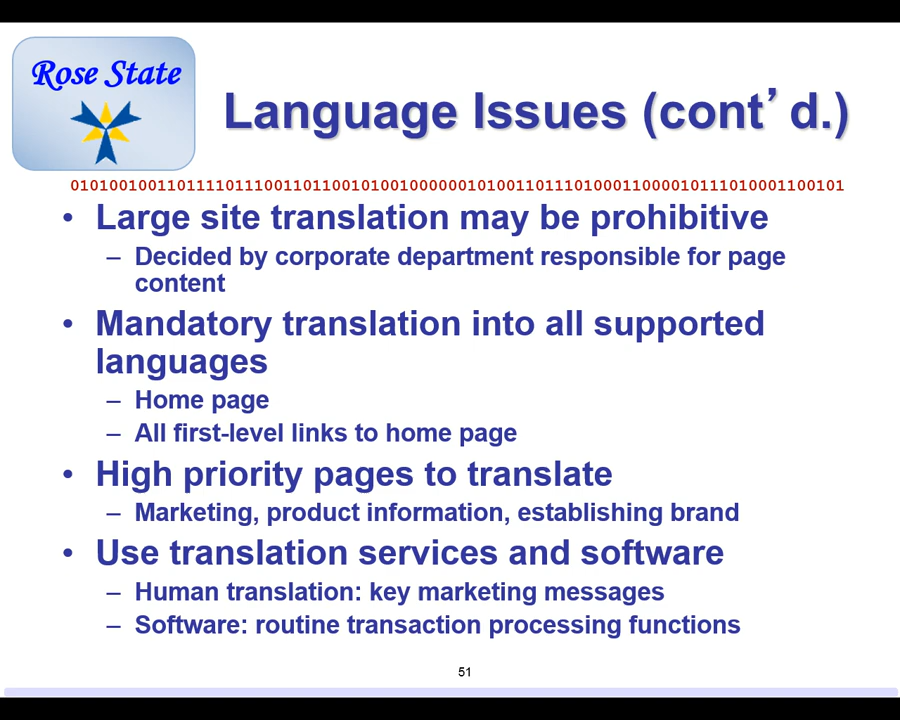 Rose State
Language Issues (cont’d.)
01010010011011110111001101100101001000000101001101110100011000010111010001100101
• Large site translation may be prohibitive
– Decided by corporate department responsible for page
content
• Mandatory translation into all supported
languages
– Home page
– All first-level links to home page
• High priority pages to translate
– Marketing, product information, establishing brand
• Use translation services and software
– Human translation: key marketing messages
– Software: routine transaction processing functions
51